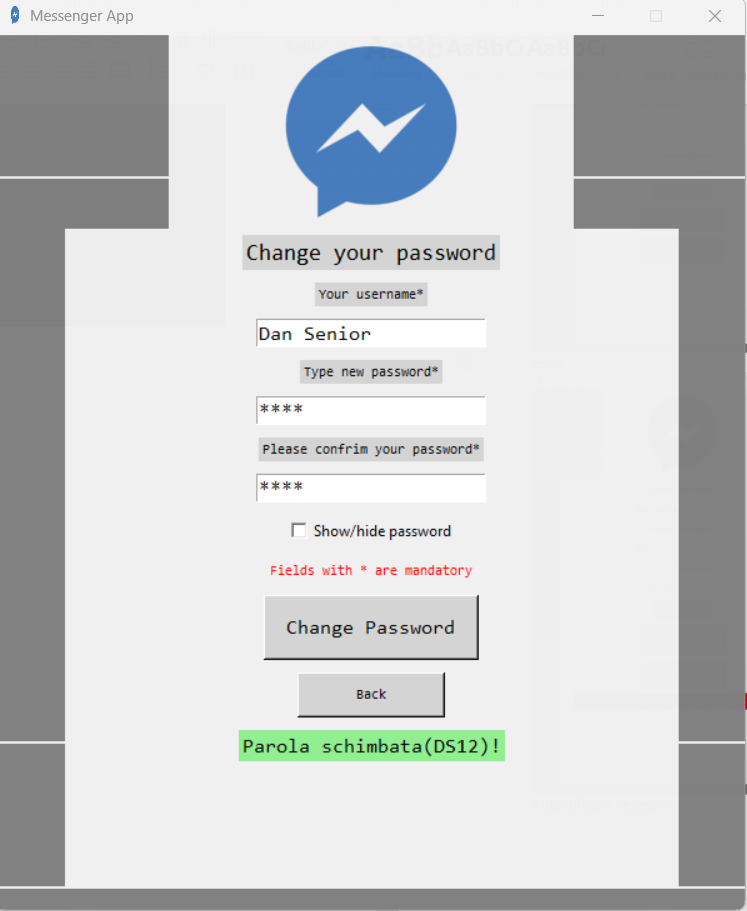 Messenger App
Change your password
Your username*
Dan Senior
Type new password*
****
Please confrim your password*
****
Show/hide password
Fields with * are mandatory
Change Password
Back
Parola schimbata(DS12)!